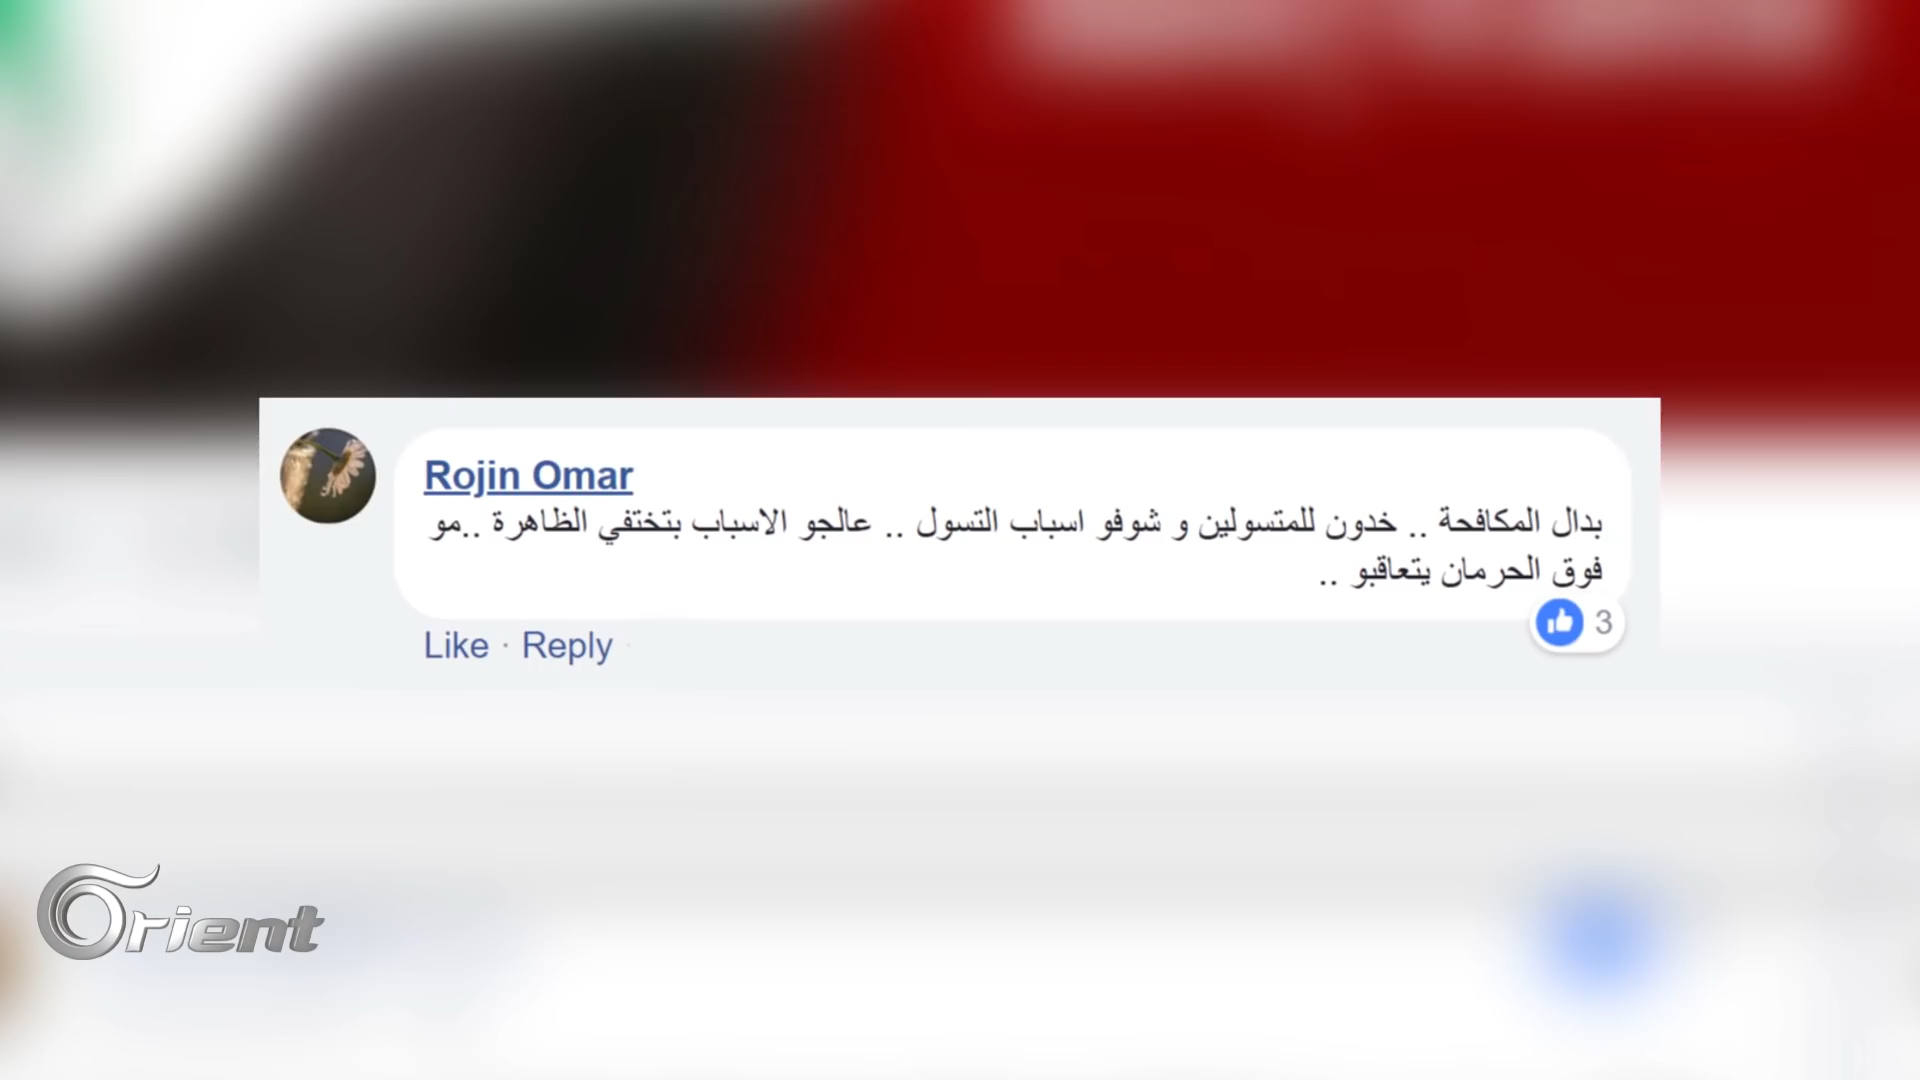 Rojin Omar
بدال المكافحة .. خدون للمتسولين و شوفو اسباب التسول .. عالجو الاسباب بتختفي الظاهرة ..مو
فوق الحرمان يتعاقبو ..
3
Like · Reply
Orient